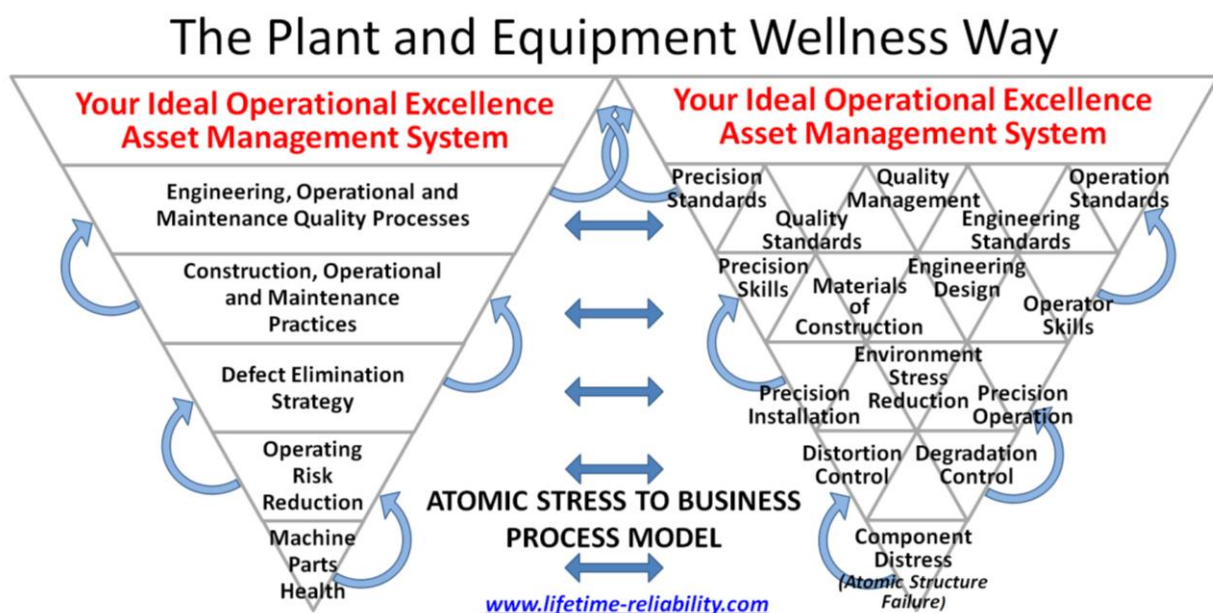 The Plant and Equipment Wellness Way
Your Ideal Operational Excellence
Asset Management System
Engineering, Operational and
Maintenance Quality Processes
Construction, Operational
and Maintenance
Practices
Defect Elimination
Strategy
Operating
Risk
Reduction
Machine
Parts
Health
ATOMIC STRESS TO BUSINESS
PROCESS MODEL
www.lifetime-reliability.com
Your Ideal Operational Excellence
Asset Management System
Precision
Standards
Quality
Management
Operation
Standards
Quality
Standards
Engineering
Standards
Precision
Skills
Materials
of
Construction
Engineering
Design
Operator
Skills
Precision
Installation
Environment
Stress
Reduction
Precision
Operation
Distortion
Control
Degradation
Control
Component
Distress
(Atomic Structure
Failure)